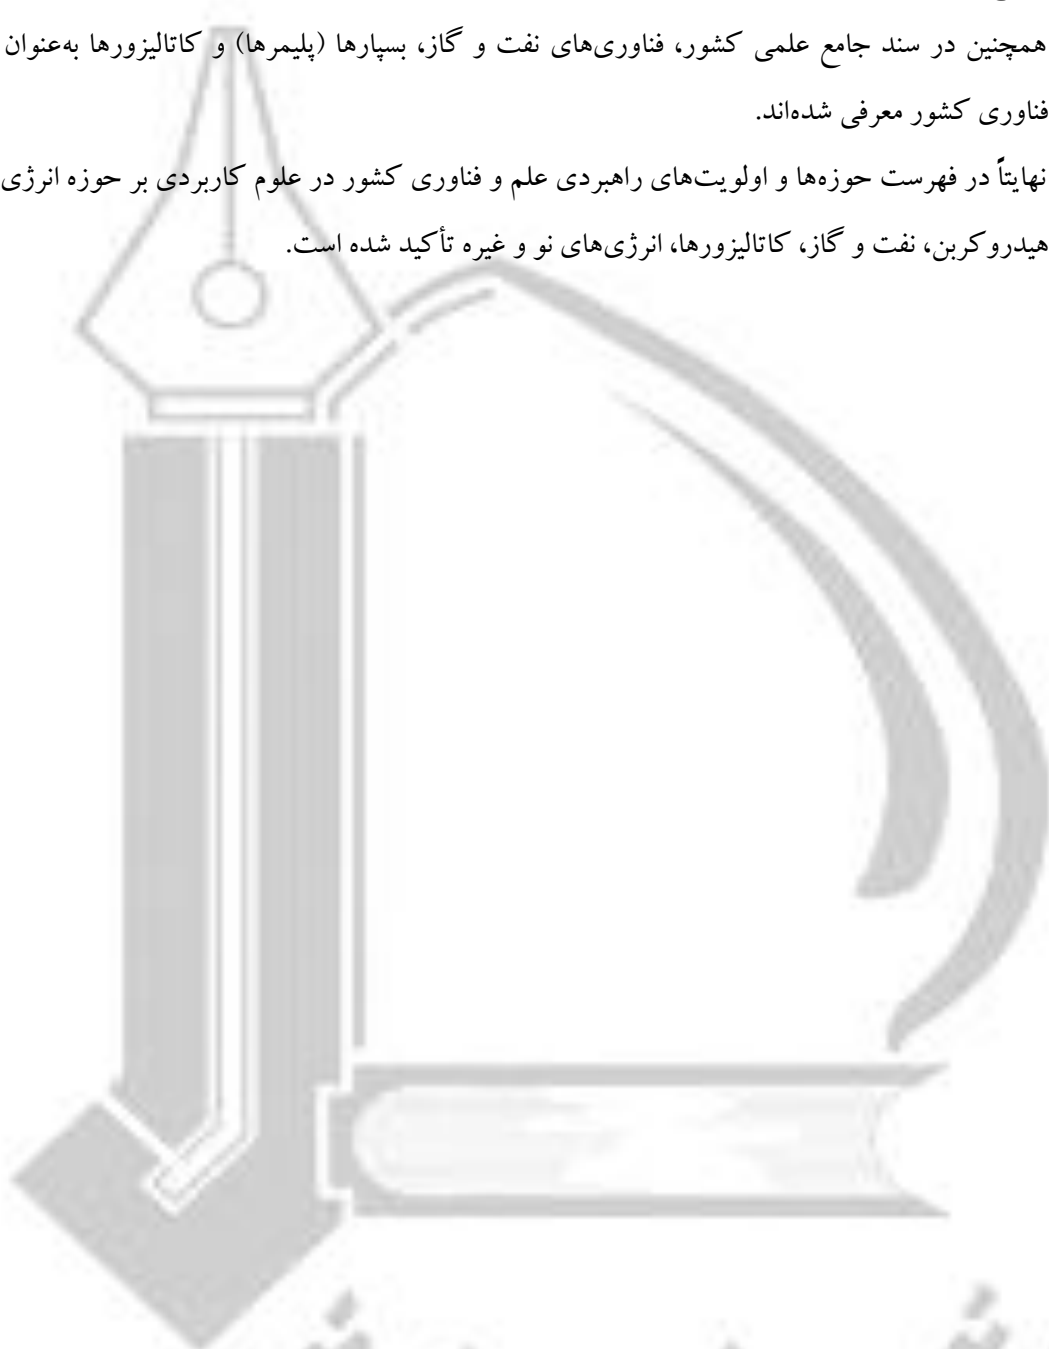 همچنین در سند جامع علمی کشور، فناوری‌های نفت و گاز، بسپارها (پلیمرها) و کاتالیزورها به‌عنوان
فناوری کشور معرفی شده‌اند.
نهایتاً در فهرست حوزه‌ها و اولویت‌های راهبردی علم و فناوری کشور در علوم کاربردی بر حوزه انرژی
هیدروکربن، نفت و گاز، کاتالیزورها، انرژی‌های نو و غیره تأکید شده است.